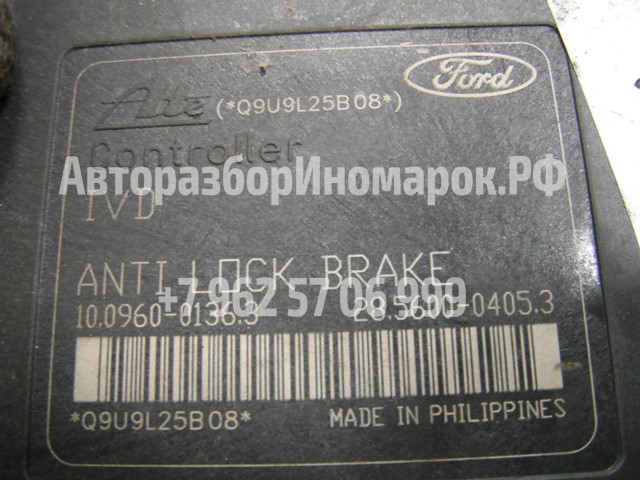 Ate (*Q9U9L25B08*) Ford
Controller
АвторазборИномарок.РФ
IVD
ANTI LOCK BRAKE
+79625706999
10.0960-0136.3 28.5600-0405.3
*Q9U9L25B08* MADE IN PHILIPPINES